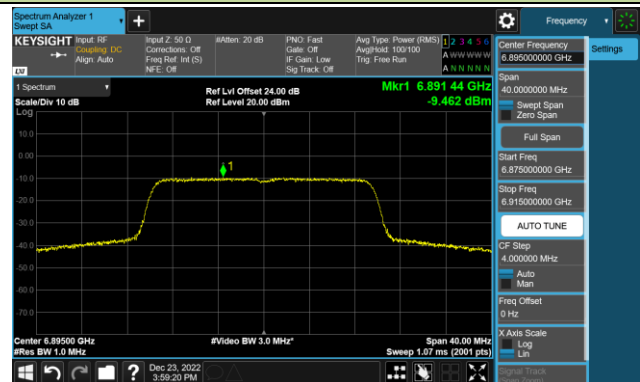 Spectrum Analyzer 1
Swept SA
Frequency
KEYSIGHT
Input: RF
Coupling: DC
Align: Auto
Input Z: 50 Ω
Corrections: Off
Freq Ref: Int (S)
NFE: Off
#Atten: 20 dB
PNO: Fast
Gate: Off
IF Gain: Low
Sig Track: Off
Avg Type: Power (RMS)
Avg|Hold: 100/100
Trig: Free Run
1 2 3 4 5 6
A W W W W W
A N N N N N
LXI
1 Spectrum
Scale/Div 10 dB
Ref Lvl Offset 24.00 dB
Ref Level 20.00 dBm
Mkr1 6.891 44 GHz
-9.462 dBm
Log
10.0
0.00
-10.0
-20.0
-30.0
-40.0
-50.0
-60.0
-70.0
1
Center 6.89500 GHz
#Res BW 1.0 MHz
#Video BW 3.0 MHz*
Span 40.00 MHz
Sweep 1.07 ms (2001 pts)
Dec 23, 2022
3:59:20 PM
Center Frequency
6.895000000 GHz
Settings
Span
40.0000000 MHz
Swept Span
Zero Span
Full Span
Start Freq
6.875000000 GHz
Stop Freq
6.915000000 GHz
AUTO TUNE
CF Step
4.000000 MHz
Auto
Man
Freq Offset
0 Hz
X Axis Scale
Log
Lin
Signal Track